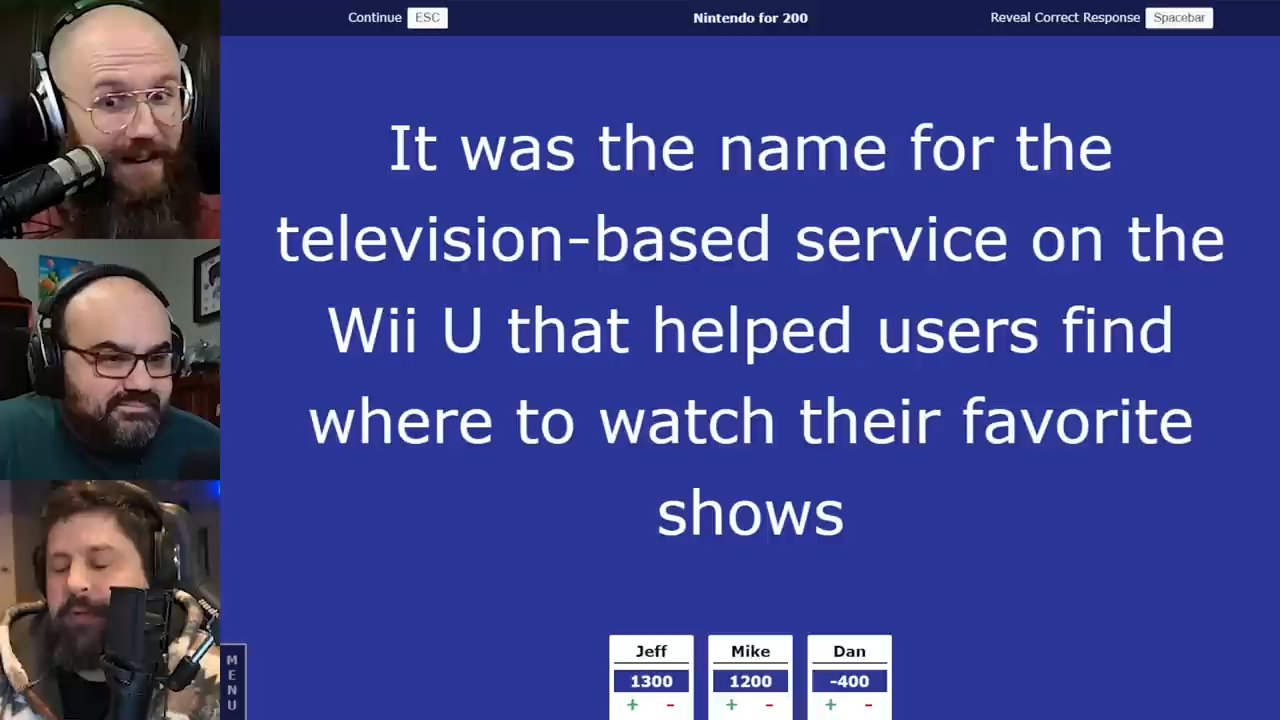 Continue ESC
Nintendo for 200
Reveal Correct Response Spacebar
It was the name for the
television-based service on the
Wii U that helped users find
where to watch their favorite
shows
MENU
Jeff Mike Dan
1300 1200 -400
+ - + - + -